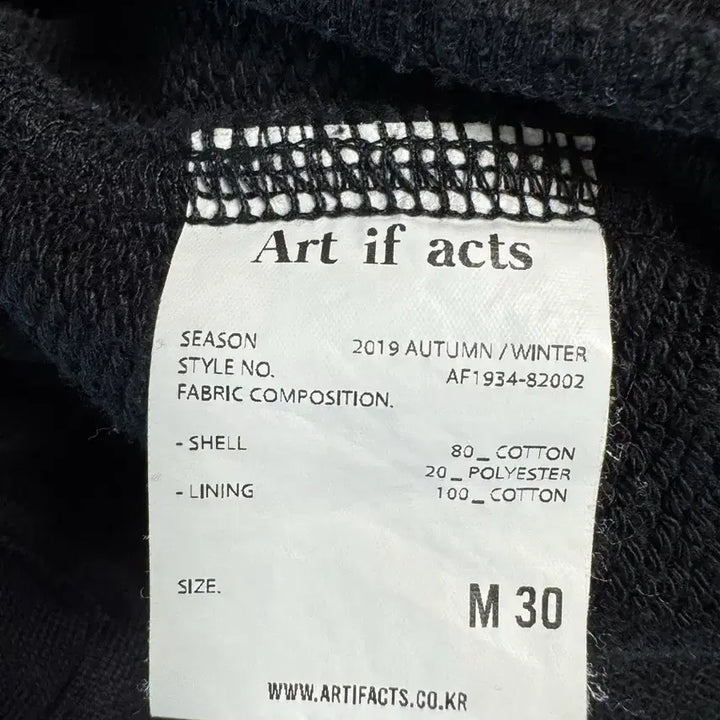 Art if acts
SEASON 2019 AUTUMN / WINTER
STYLE NO. AF1934-82002
FABRIC COMPOSITION.
- SHELL 80_ COTTON
20_ POLYESTER
- LINING 100_ COTTON
SIZE. M 30
WWW.ARTIFACTS.CO.KR